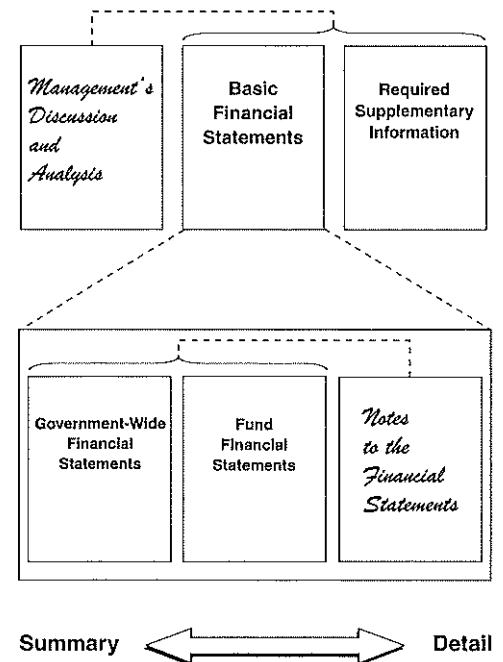 Management's
Discussion
and
Analysis
Basic
Financial
Statements
Required
Supplementary
Information
Government-Wide
Financial
Statements
Fund
Financial
Statements
Notes
to the
Financial
Statements
Summary
Detail